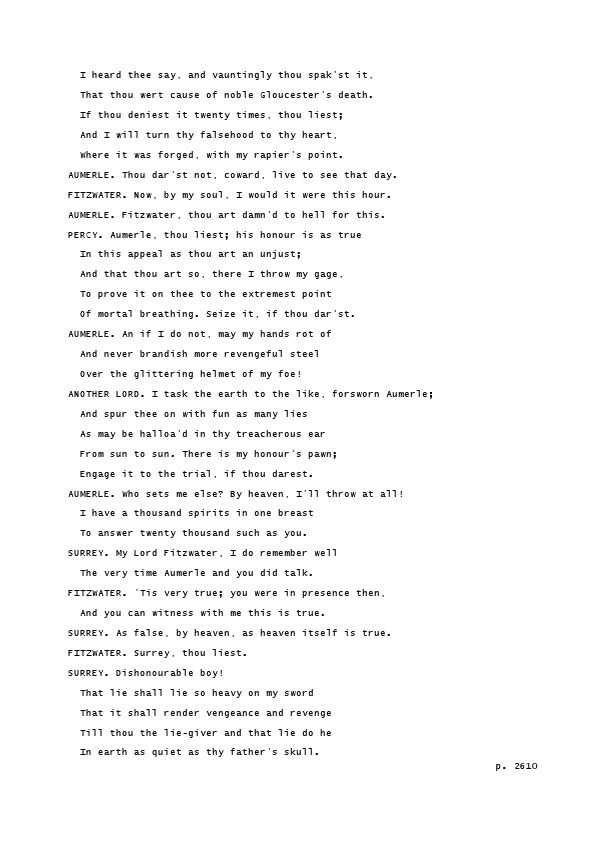 I heard thee say, and vauntingly thou spak'st it,
That thou wert cause of noble Gloucester's death.
If thou deniest it twenty times, thou liest;
And I will turn thy falsehood to thy heart,
Where it was forged, with my rapier's point.
AUMERLE. Thou dar'st not, coward, live to see that day.
FITZWATER. Now, by my soul, I would it were this hour.
AUMERLE. Fitzwater, thou art damn'd to hell for this.
PERCY. Aumerle, thou liest; his honour is as true
In this appeal as thou art an unjust;
And that thou art so, there I throw my gage,
To prove it on thee to the extremest point
Of mortal breathing. Seize it, if thou dar'st.
AUMERLE. An if I do not, may my hands rot of
And never brandish more revengeful steel
Over the glittering helmet of my foe!
ANOTHER LORD. I task the earth to the like, forsworn Aumerle;
And spur thee on with fun as many lies
As may be halloa'd in thy treacherous ear
From sun to sun. There is my honour's pawn;
Engage it to the trial, if thou darest.
AUMERLE. Who sets me else? By heaven, I'll throw at all!
I have a thousand spirits in one breast
To answer twenty thousand such as you.
SURREY. My Lord Fitzwater, I do remember well
The very time Aumerle and you did talk.
FITZWATER. 'Tis very true; you were in presence then,
And you can witness with me this is true.
SURREY. As false, by heaven, as heaven itself is true.
FITZWATER. Surrey, thou liest.
SURREY. Dishonourable boy!
That lie shall lie so heavy on my sword
That it shall render vengeance and revenge
Till thou the lie-giver and that lie do he
In earth as quiet as thy father's skull.
p. 2610